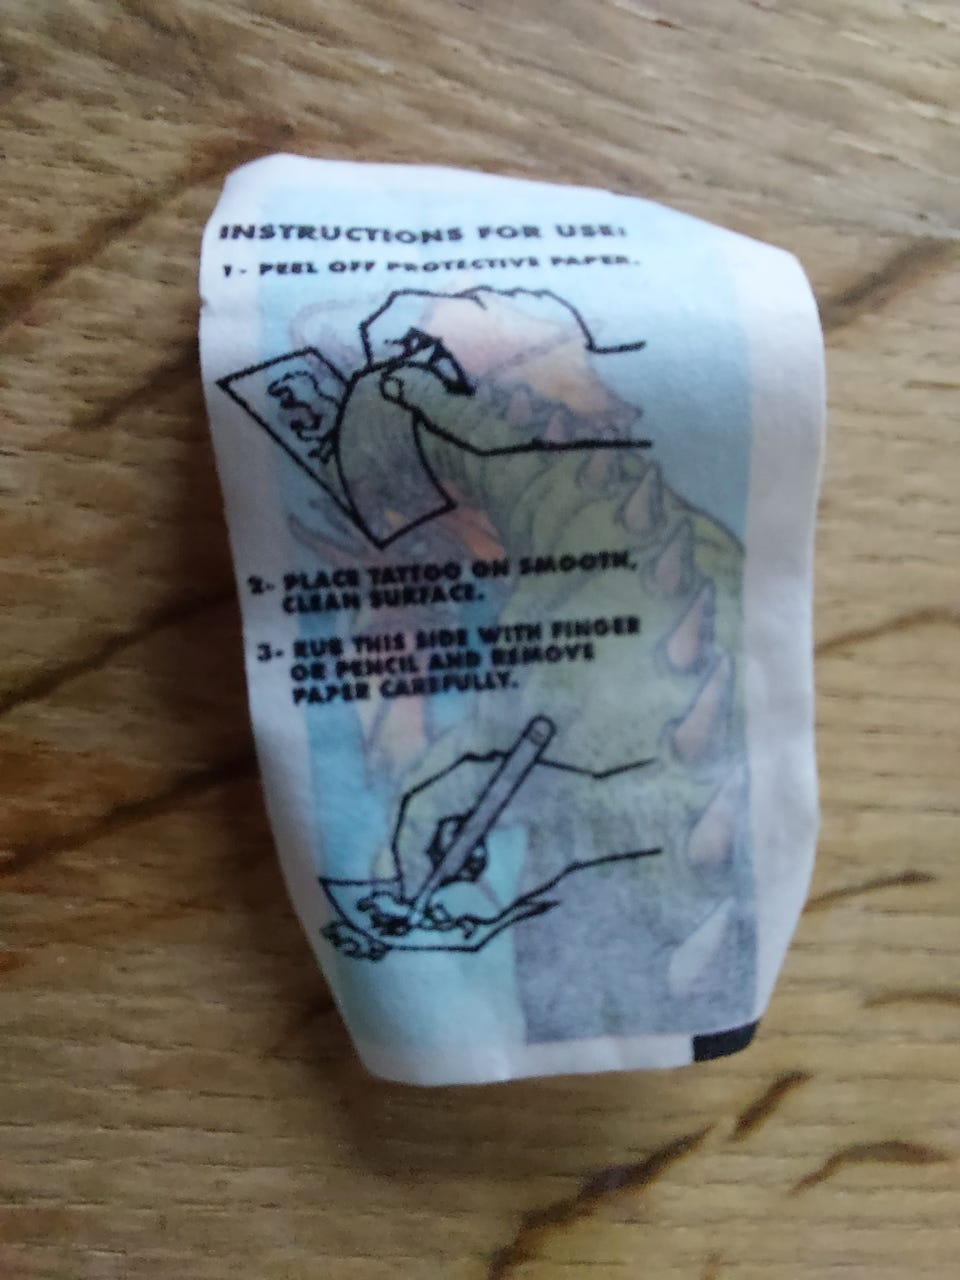 INSTRUCTIONS FOR USE:
1- PEEL OFF PROTECTIVE PAPER.
2- PLACE TATTOO ON SMOOTH,
CLEAN SURFACE.
3- RUB THIS SIDE WITH FINGER
OR PENCIL AND REMOVE
PAPER CAREFULLY.